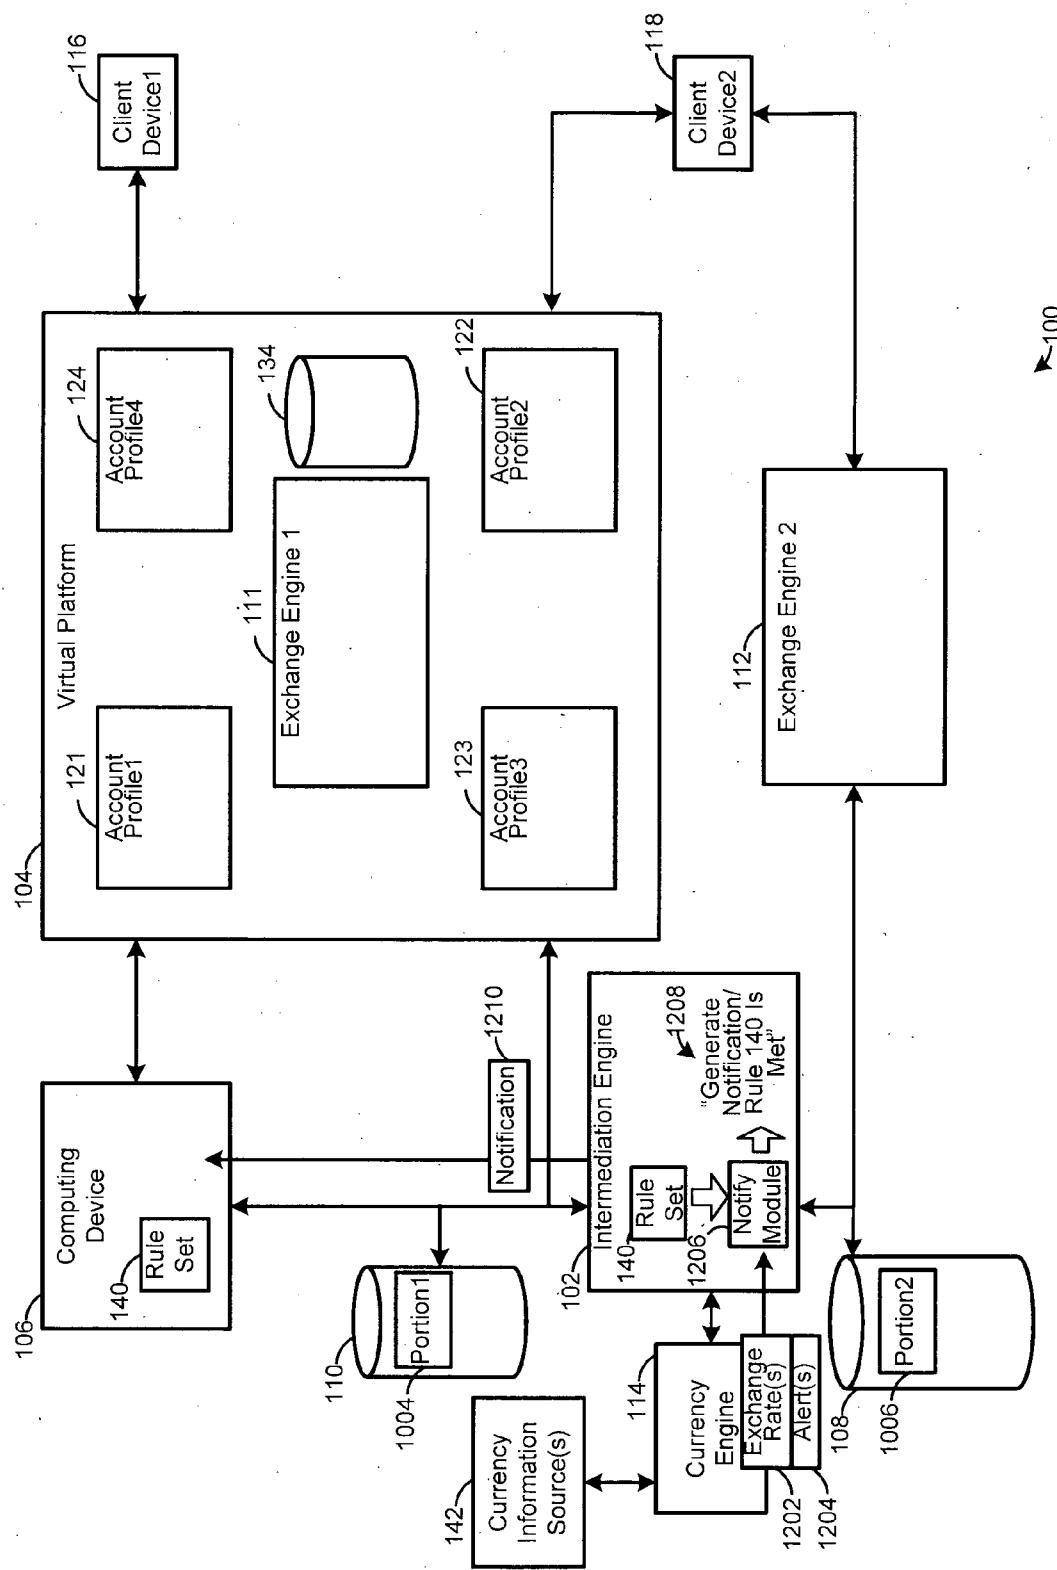 106
Computing
Device
140
Rule
Set
104
Virtual Platform
121
Account
Profile1
124
Account
Profile4
111
Exchange Engine 1
134
123
Account
Profile3
122
Account
Profile2
116
Client
Device1
118
Client
Device2
110
Portion1
1004
Notification
1210
142
Currency
Information
Source(s)
114
Currency
Engine
Exchange
Rate(s)
Alert(s)
1202
1204
102
Intermediation Engine
140
Rule
Set
1206
Notify
Module
1208
“Generate
Notification/
Rule 140 Is
Met”
108
Portion2
1006
112
Exchange Engine 2
100